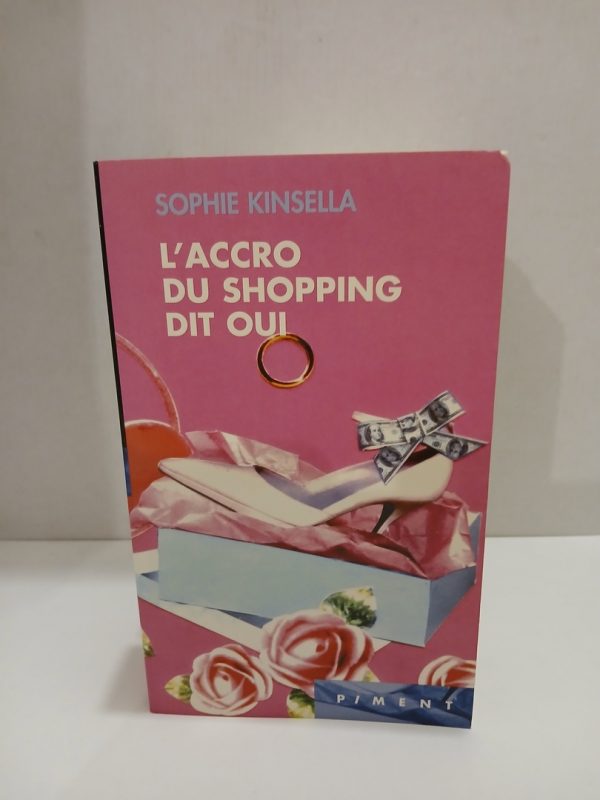 SOPHIE KINSELLA
L'ACCRO
DU SHOPPING
DIT OUI
PIMENT